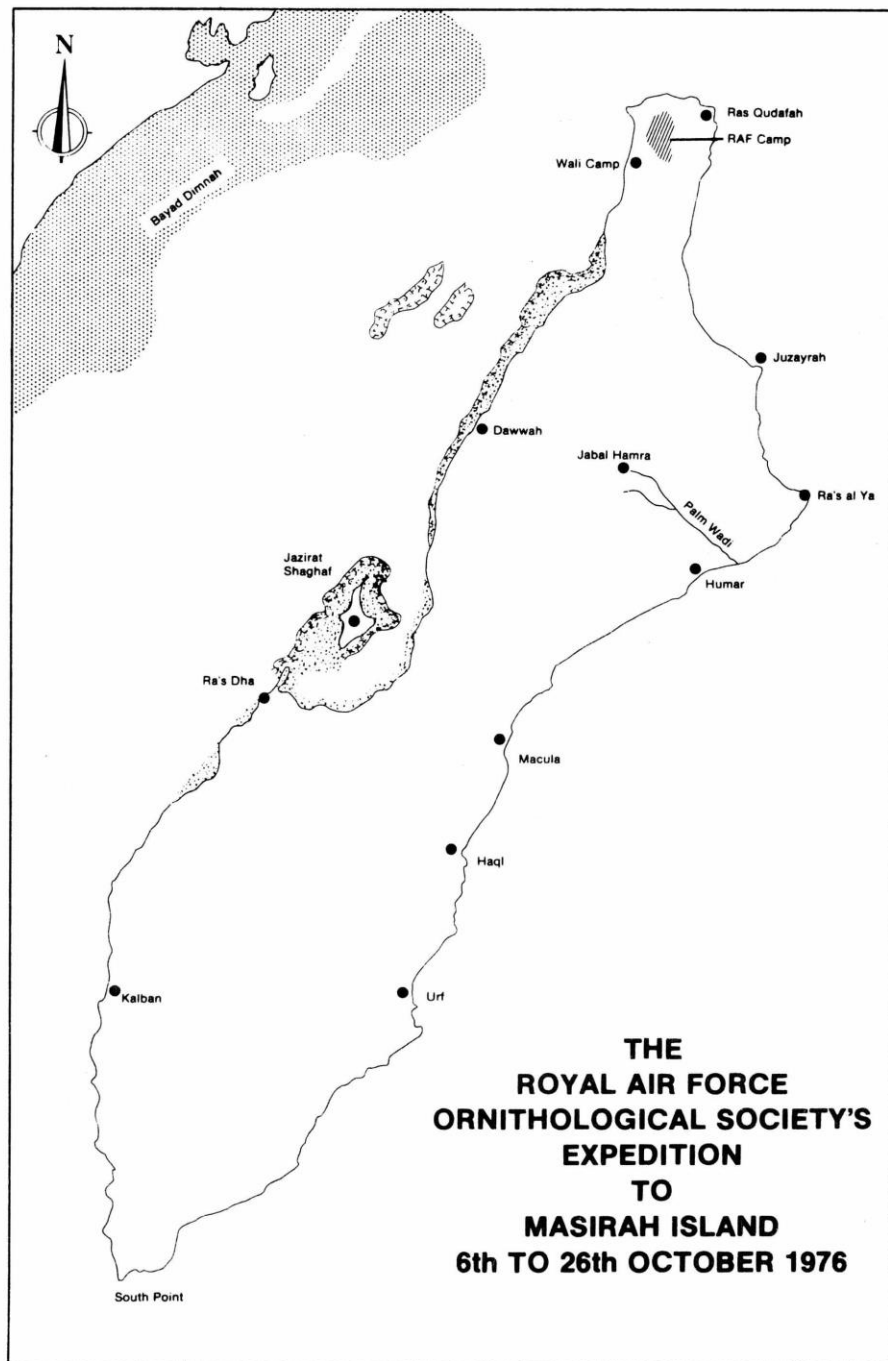 N
Bayad Dimnah
Ras Qudafah
RAF Camp
Wali Camp
Juzayrah
Dawwah
Jabal Hamra
Palm Wadi
Ra's al Ya
Humar
Jazirat
Shaghaf
Ra's Dha
Macula
Haql
Kalban
Urf
South Point
THE
ROYAL AIR FORCE
ORNITHOLOGICAL SOCIETY'S
EXPEDITION
TO
MASIRAH ISLAND
6th TO 26th OCTOBER 1976